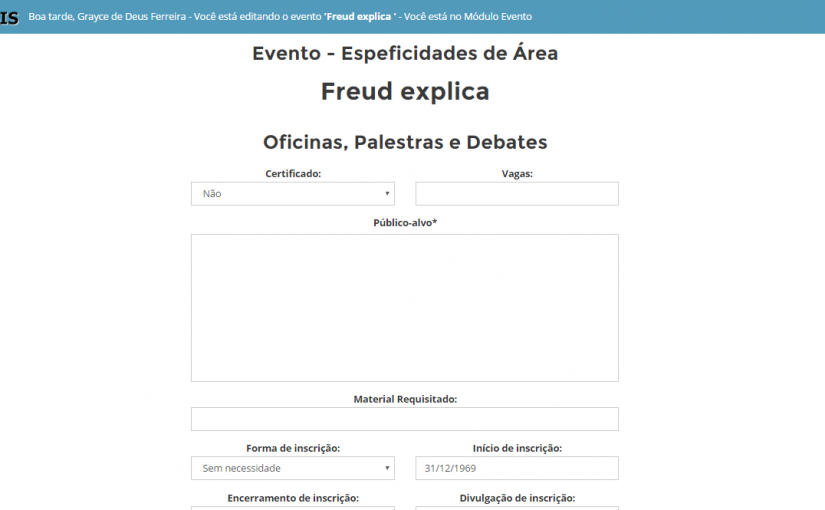 IS Boa tarde, Grayce de Deus Ferreira - Você está editando o evento 'Freud explica ' - Você está no Módulo Evento
Evento - Espeficidades de Área
Freud explica
Oficinas, Palestras e Debates
Certificado: Vagas:
Não
Público-alvo*
Material Requisitado:
Forma de inscrição: Início de inscrição:
Sem necessidade 31/12/1969
Encerramento de inscrição: Divulgação de inscrição: